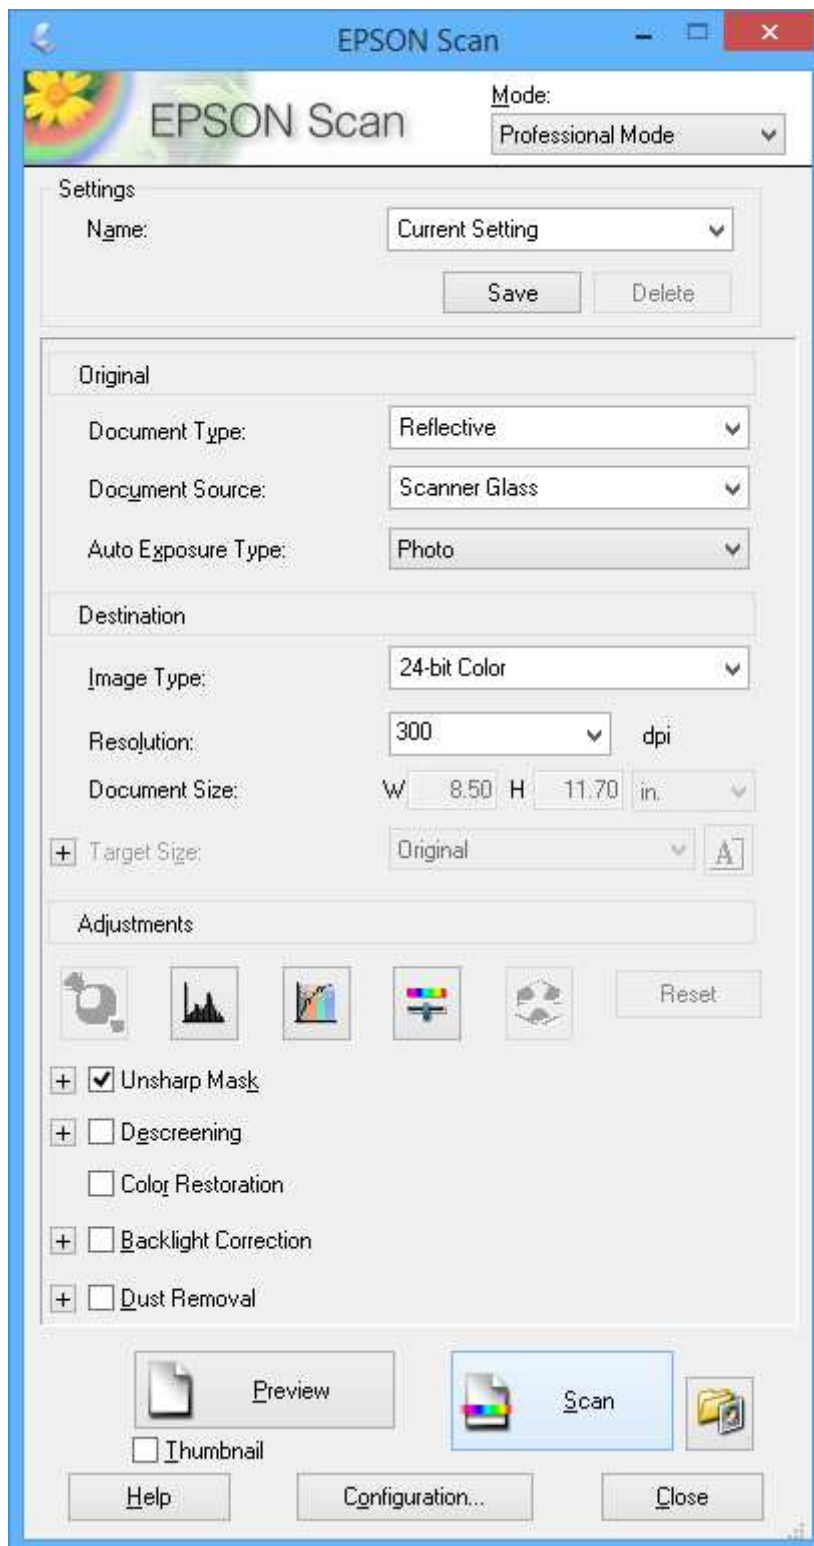 EPSON Scan
EPSON Scan
Mode:
Professional Mode
Settings
Name:
Current Setting
Save
Delete
Original
Document Type:
Reflective
Document Source:
Scanner Glass
Auto Exposure Type:
Photo
Destination
Image Type:
24-bit Color
Resolution:
300
dpi
Document Size:
W 8.50 H 11.70 in.
+ Target Size:
Original
A
Adjustments
Reset
+ Unsharp Mask
+ Descreening
Color Restoration
+ Backlight Correction
+ Dust Removal
Preview
Scan
Thumbnail
Help
Configuration...
Close